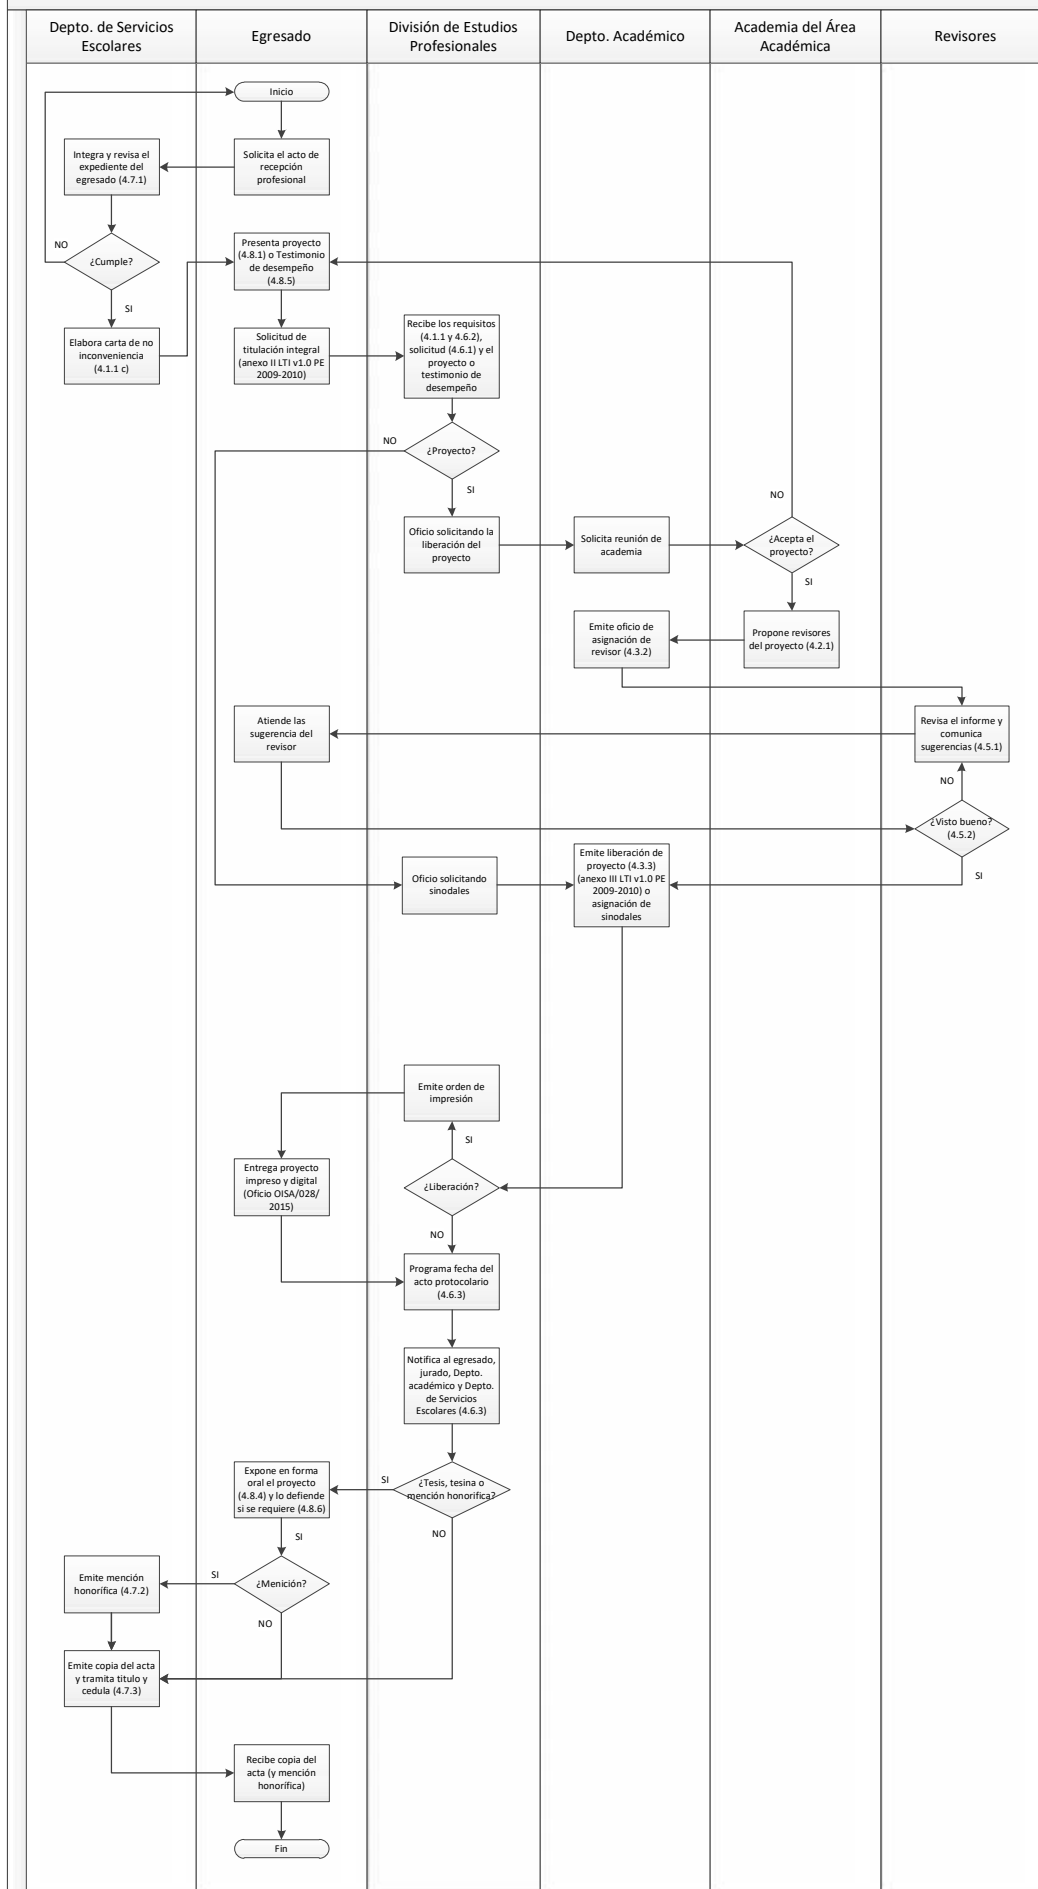 Depto. de Servicios
Escolares
Egresado
División de Estudios
Profesionales
Depto. Académico
Academia del Área
Académica
Revisores
Inicio
Integra y revisa el
expediente del
egresado (4.7.1)
Solicita el acto de
recepción
profesional
NO
¿Cumple?
SI
Presenta proyecto
(4.8.1) o Testimonio
de desempeño
(4.8.5)
Elabora carta de no
inconveniencia
(4.1.1 c)
Solicitud de
titulación integral
(anexo II LTI v1.0 PE
2009-2010)
Recibe los requisitos
(4.1.1 y 4.6.2),
solicitud (4.6.1) y el
proyecto o
testimonio de
desempeño
NO
¿Proyecto?
SI
Oficio solicitando la
liberación del
proyecto
Solicita reunión de
academia
NO
¿Acepta el
proyecto?
SI
Emite oficio de
asignación de
revisor (4.3.2)
Propone revisores
del proyecto (4.2.1)
Atiende las
sugerencia del
revisor
Revisa el informe y
comunica
sugerencias (4.5.1)
NO
¿Visto bueno?
(4.5.2)
SI
Oficio solicitando
sinodales
Emite liberación de
proyecto (4.3.3)
(anexo III LTI v1.0 PE
2009-2010) o
asignación de
sinodales
Emite orden de
impresión
SI
Entrega proyecto
impreso y digital
(Oficio OISA/028/
2015)
¿Liberación?
NO
Programa fecha del
acto protocolario
(4.6.3)
Notifica al egresado,
jurado, Depto.
académico y Depto.
de Servicios
Escolares (4.6.3)
Expone en forma
oral el proyecto
(4.8.4) y lo defiende
si se requiere (4.8.6)
SI
¿Tesis, tesina o
mención honorifica?
SI
NO
Emite mención
honorífica (4.7.2)
SI
¿Menición?
NO
Emite copia del acta
y tramita titulo y
cedula (4.7.3)
Recibe copia del
acta (y mención
honorífica)
Fin